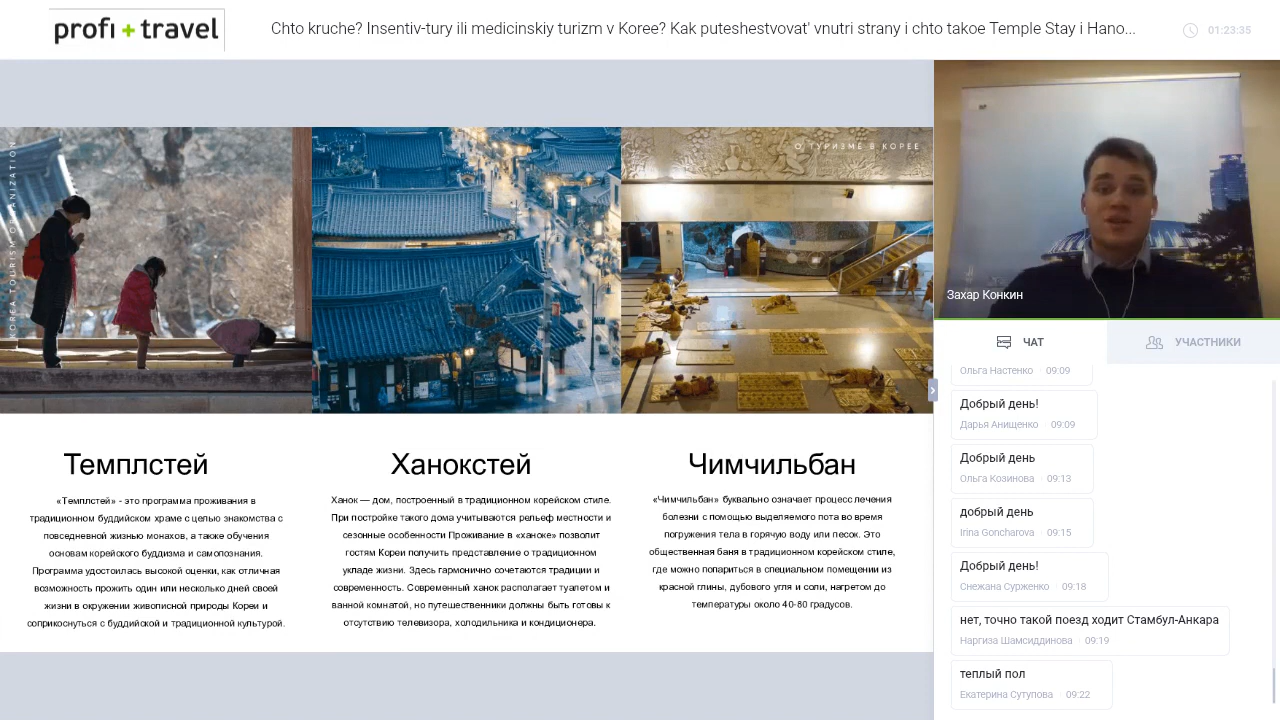 profi + travel
Chto kruche? Insentiv-tury ili medicinskiy turizm v Koree? Kak puteshestvovat' vnutri strany i chto takoe Temple Stay i Hano...
01:23:35
KOREA TOURISM ORGANIZATION
О ТУРИЗМЕ В КОРЕЕ
Темплстей
«Темплстей» - это программа проживания в
традиционном буддийском храме с целью знакомства с
повседневной жизнью монахов, а также обучения
основам корейского буддизма и самопознания.
Программа удостоилась высокой оценки, как отличная
возможность прожить один или несколько дней своей
жизни в окружении живописной природы Кореи и
соприкоснуться с буддийской и традиционной культурой.
Ханокстей
Ханок — дом, построенный в традиционном корейском стиле.
При постройке такого дома учитываются рельеф местности и
сезонные особенности Проживание в «ханоке» позволит
гостям Кореи получить представление о традиционном
укладе жизни. Здесь гармонично сочетаются традиции и
современность. Современный ханок располагает туалетом и
ванной комнатой, но путешественники должны быть готовы к
отсутствию телевизора, холодильника и кондиционера.
Чимчильбан
«Чимчильбан» буквально означает процесс лечения
болезни с помощью выделяемого пота во время
погружения тела в горячую воду или песок. Это
общественная баня в традиционном корейском стиле,
где можно попариться в специальном помещении из
красной глины, дубового угля и соли, нагретом до
температуры около 40-80 градусов.
Захар Конкин
ЧАТ
УЧАСТНИКИ
Ольга Настенко · 09:09
Добрый день!
Дарья Анищенко · 09:09
Добрый день
Ольга Козинова · 09:13
добрый день
Irina Goncharova · 09:15
Добрый день!
Снежана Сурженко · 09:18
нет, точно такой поезд ходит Стамбул-Анкара
Наргиза Шамсиддинова · 09:19
теплый пол
Екатерина Сутупова · 09:22